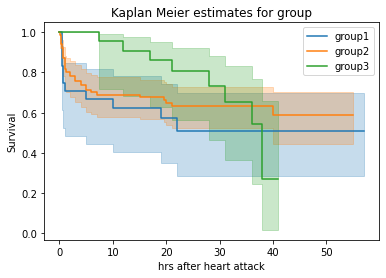 Kaplan Meier estimates for group
group1
group2
group3
Survival
1.0
0.8
0.6
0.4
0.2
0.0
0
10
20
30
40
50
hrs after heart attack